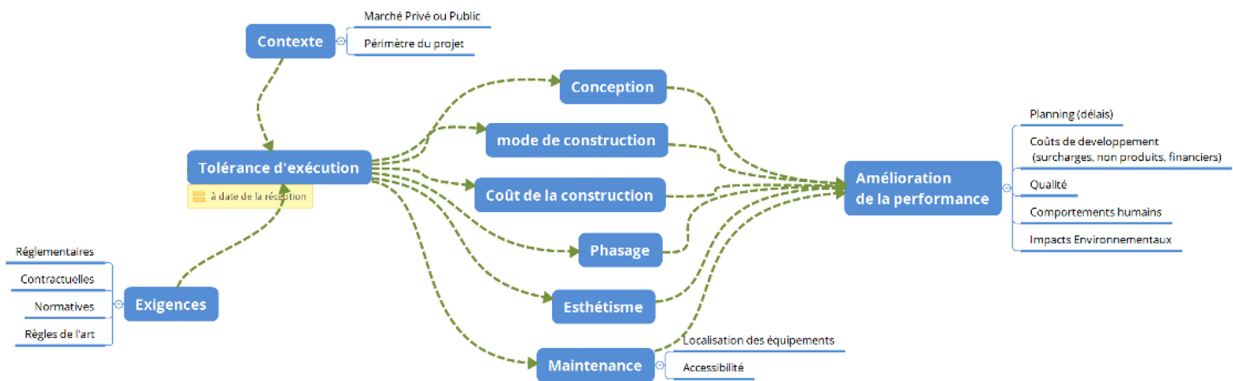 Contexte
Marché Privé ou Public
Périmètre du projet
Tolérance d'exécution
à date de la réception
Réglementaires
Contractuelles
Normatives
Règles de l'art
Exigences
Conception
mode de construction
Coût de la construction
Phasage
Esthétisme
Maintenance
Localisation des équipements
Accessibilité
Amélioration
de la performance
Planning (délais)
Coûts de developpement
(surcharges, non produits, financiers)
Qualité
Comportements humains
Impacts Environnementaux